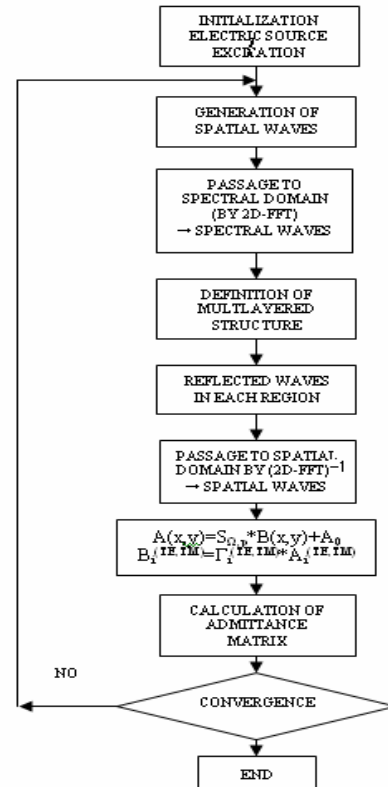 INITIALIZATION
ELECTRIC SOURCE
EXCITATION
GENERATION OF
SPATIAL WAVES
PASSAGE TO
SPECTRAL DOMAIN
(BY 2D-FFT)
→ SPECTRAL WAVES
DEFINITION OF
MULTLAYERED
STRUCTURE
REFLECTED WAVES
IN EACH REGION
PASSAGE TO SPATIAL
DOMAIN BY (2D-FFT)⁻¹
→ SPATIAL WAVES
A(x,y)=S *B(x,y)+A₀
Bᵢ⁽ᵀᴱ,ᵀᴹ⁾=Γᵢ⁽ᵀᴱ,ᵀᴹ⁾*Aᵢ⁽ᵀᴱ,ᵀᴹ⁾
CALCULATION OF
ADMITTANCE
MATRIX
NO
CONVERGENCE
END